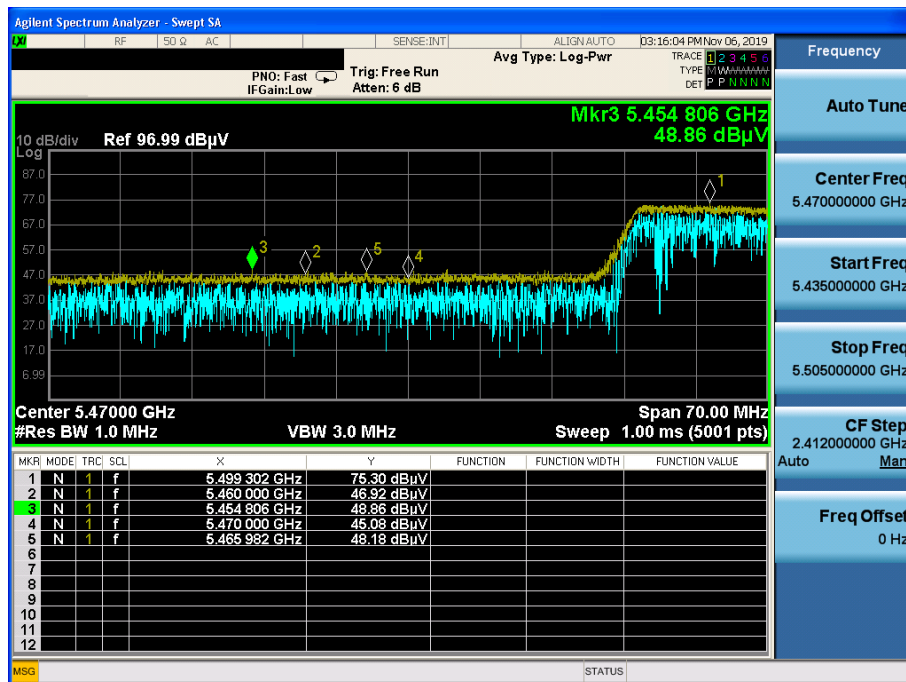 Agilent Spectrum Analyzer - Swept SA
LXI RF 50 Ω AC SENSE:INT ALIGN AUTO 03:16:04 PM Nov 06, 2019
Avg Type: Log-Pwr TRACE 1 2 3 4 5 6
PNO: Fast Trig: Free Run TYPE M W W W W W
IFGain:Low Atten: 6 dB DET P P N N N N
Mkr3 5.454 806 GHz
48.86 dBµV
10 dB/div Ref 96.99 dBµV
Log
87.0
77.0
67.0
57.0
47.0
37.0
27.0
17.0
6.99
1
3
2
5
4
Center 5.47000 GHz Span 70.00 MHz
#Res BW 1.0 MHz VBW 3.0 MHz Sweep 1.00 ms (5001 pts)
MKR MODE TRC SCL X Y FUNCTION FUNCTION WIDTH FUNCTION VALUE
1 N 1 f 5.499 302 GHz 75.30 dBµV
2 N 1 f 5.460 000 GHz 46.92 dBµV
3 N 1 f 5.454 806 GHz 48.86 dBµV
4 N 1 f 5.470 000 GHz 45.08 dBµV
5 N 1 f 5.465 982 GHz 48.18 dBµV
6
7
8
9
10
11
12
MSG STATUS
Frequency
Auto Tune
Center Freq
5.470000000 GHz
Start Freq
5.435000000 GHz
Stop Freq
5.505000000 GHz
CF Step
2.412000000 GHz
Auto Man
Freq Offset
0 Hz